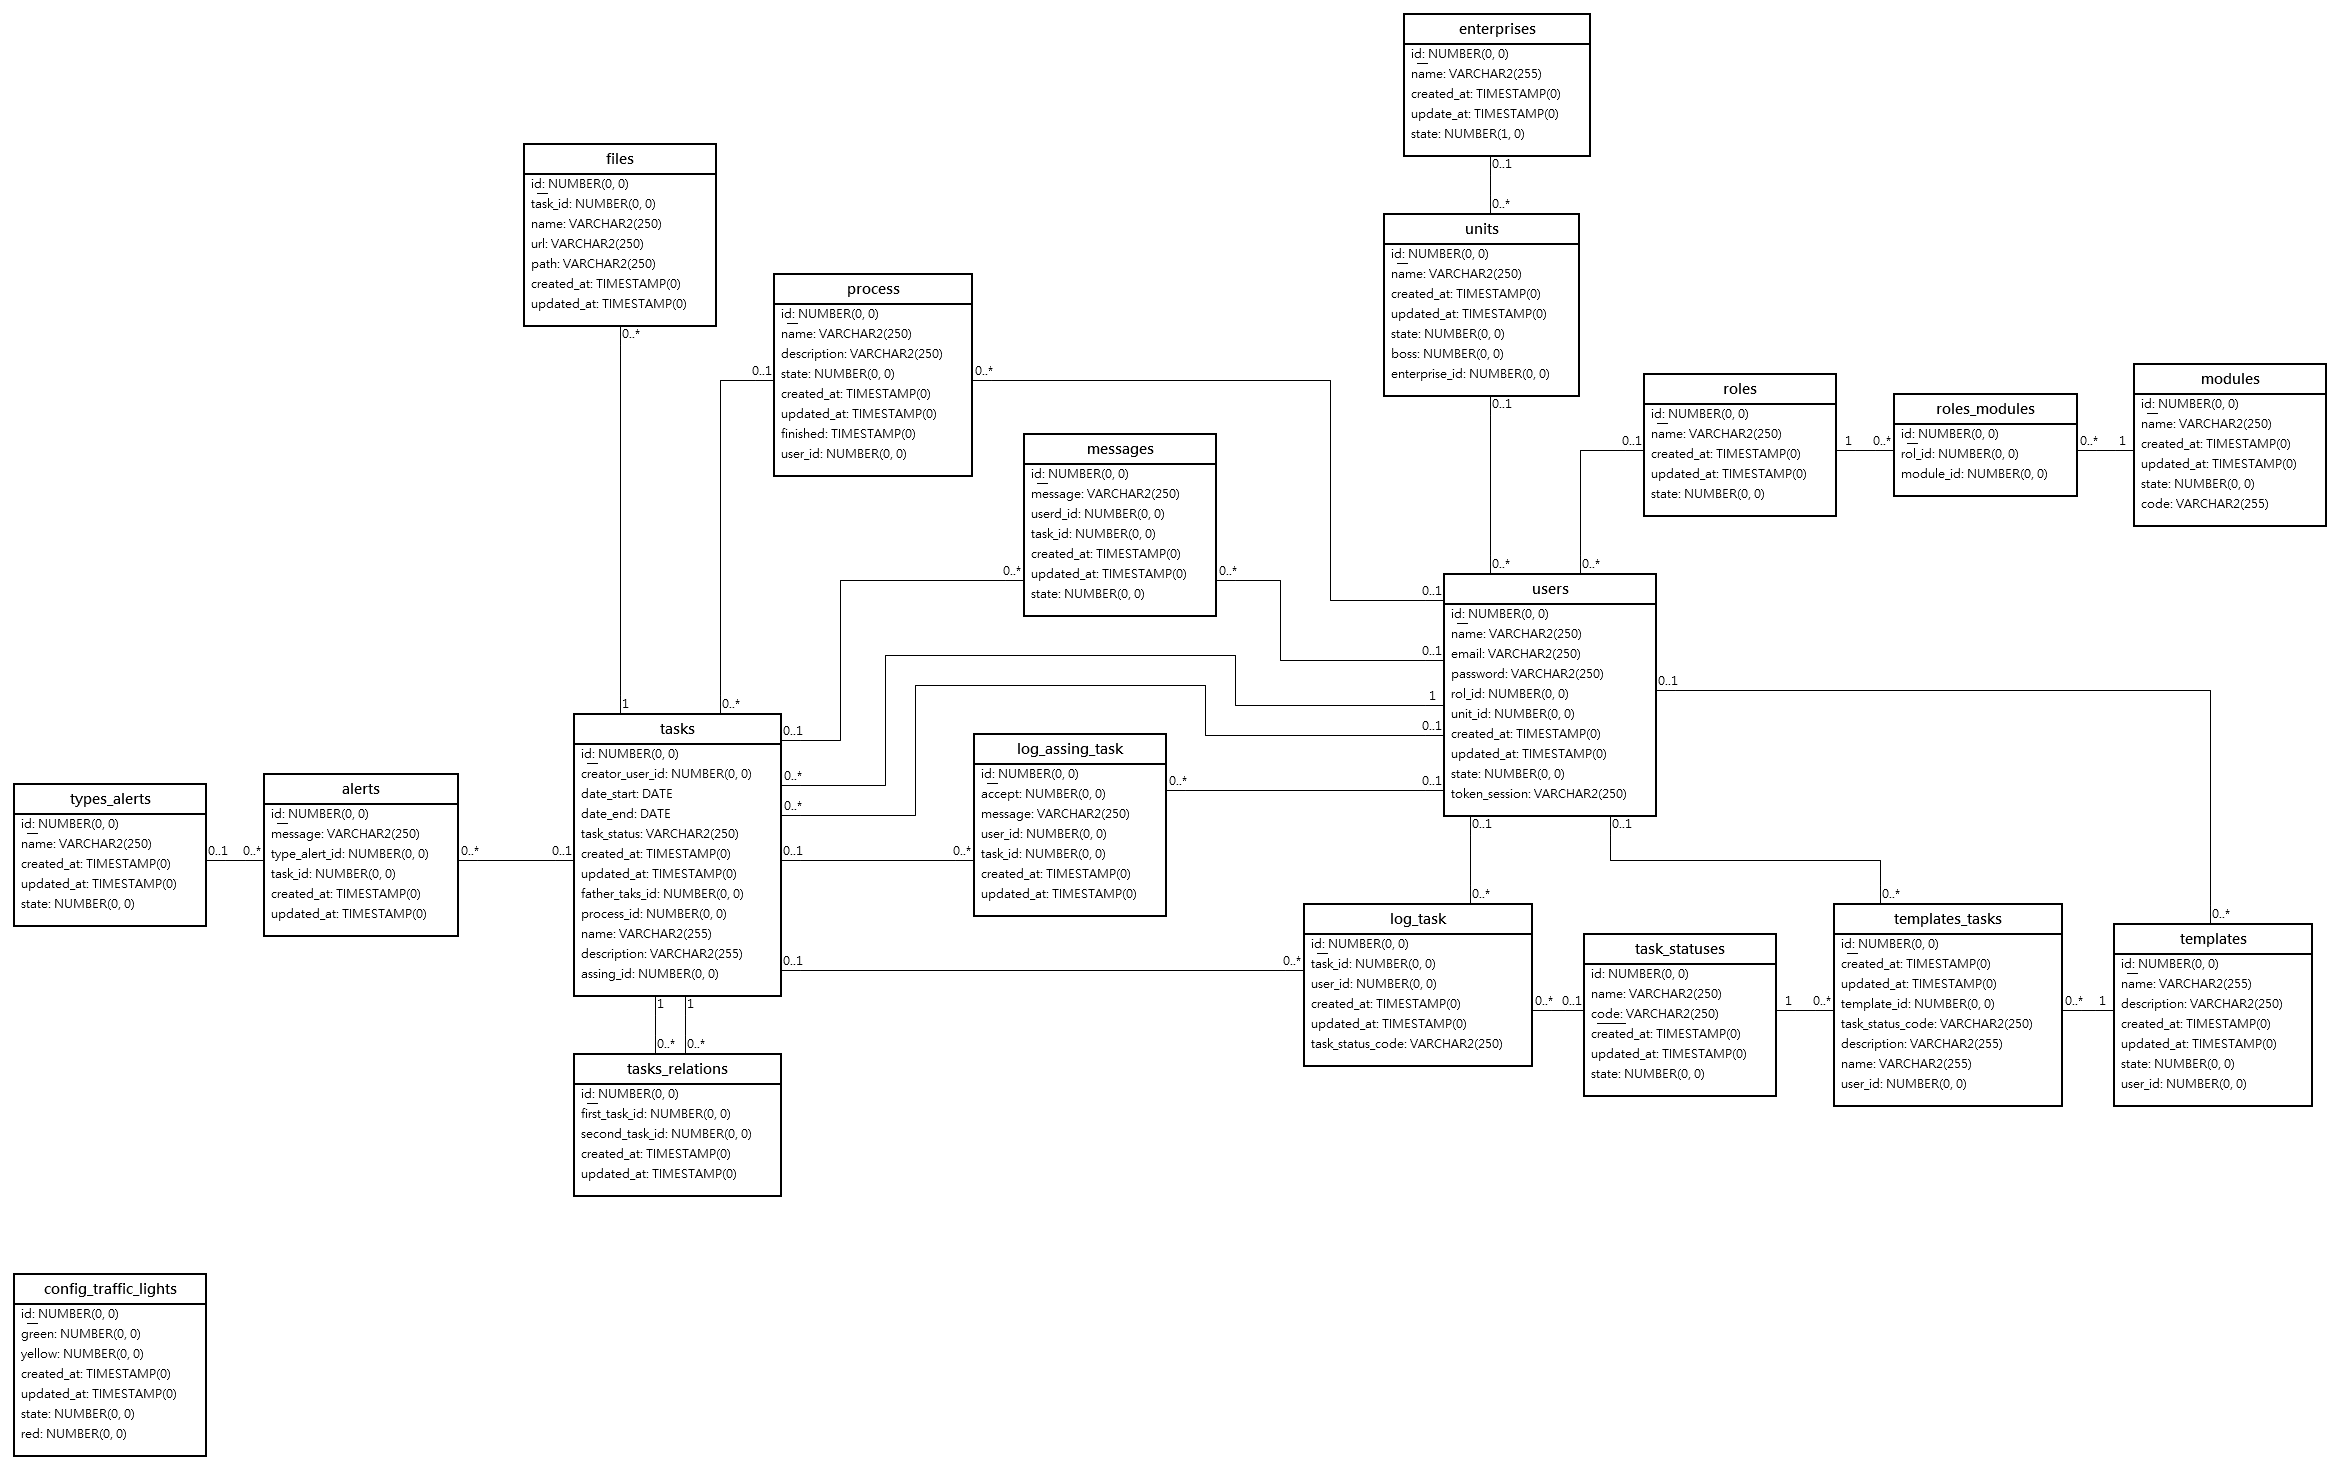 enterprises
id: NUMBER(0, 0)
name: VARCHAR2(255)
created_at: TIMESTAMP(0)
update_at: TIMESTAMP(0)
state: NUMBER(1, 0)
0..1
0..*
files
id: NUMBER(0, 0)
task_id: NUMBER(0, 0)
name: VARCHAR2(250)
url: VARCHAR2(250)
path: VARCHAR2(250)
created_at: TIMESTAMP(0)
updated_at: TIMESTAMP(0)
0..*
units
id: NUMBER(0, 0)
name: VARCHAR2(250)
created_at: TIMESTAMP(0)
updated_at: TIMESTAMP(0)
state: NUMBER(0, 0)
boss: NUMBER(0, 0)
enterprise_id: NUMBER(0, 0)
0..1
process
id: NUMBER(0, 0)
name: VARCHAR2(250)
description: VARCHAR2(250)
state: NUMBER(0, 0)
created_at: TIMESTAMP(0)
updated_at: TIMESTAMP(0)
finished: TIMESTAMP(0)
user_id: NUMBER(0, 0)
0..1
0..*
roles
id: NUMBER(0, 0)
name: VARCHAR2(250)
created_at: TIMESTAMP(0)
updated_at: TIMESTAMP(0)
state: NUMBER(0, 0)
0..1
1
0..*
roles_modules
id: NUMBER(0, 0)
rol_id: NUMBER(0, 0)
module_id: NUMBER(0, 0)
0..*
1
modules
id: NUMBER(0, 0)
name: VARCHAR2(250)
created_at: TIMESTAMP(0)
updated_at: TIMESTAMP(0)
state: NUMBER(0, 0)
code: VARCHAR2(255)
messages
id: NUMBER(0, 0)
message: VARCHAR2(250)
userd_id: NUMBER(0, 0)
task_id: NUMBER(0, 0)
created_at: TIMESTAMP(0)
updated_at: TIMESTAMP(0)
state: NUMBER(0, 0)
0..*
0..*
0..*
0..*
users
id: NUMBER(0, 0)
name: VARCHAR2(250)
email: VARCHAR2(250)
password: VARCHAR2(250)
rol_id: NUMBER(0, 0)
unit_id: NUMBER(0, 0)
created_at: TIMESTAMP(0)
updated_at: TIMESTAMP(0)
state: NUMBER(0, 0)
token_session: VARCHAR2(250)
0..1
0..1
1
0..1
0..1
0..1
0..1
0..1
1
0..*
tasks
id: NUMBER(0, 0)
creator_user_id: NUMBER(0, 0)
date_start: DATE
date_end: DATE
task_status: VARCHAR2(250)
created_at: TIMESTAMP(0)
updated_at: TIMESTAMP(0)
father_taks_id: NUMBER(0, 0)
process_id: NUMBER(0, 0)
name: VARCHAR2(255)
description: VARCHAR2(255)
assing_id: NUMBER(0, 0)
0..1
0..*
0..*
0..1
0..1
0..1
1
1
log_assing_task
id: NUMBER(0, 0)
accept: NUMBER(0, 0)
message: VARCHAR2(250)
user_id: NUMBER(0, 0)
task_id: NUMBER(0, 0)
created_at: TIMESTAMP(0)
updated_at: TIMESTAMP(0)
0..*
0..*
types_alerts
id: NUMBER(0, 0)
name: VARCHAR2(250)
created_at: TIMESTAMP(0)
updated_at: TIMESTAMP(0)
state: NUMBER(0, 0)
0..1
0..*
alerts
id: NUMBER(0, 0)
message: VARCHAR2(250)
type_alert_id: NUMBER(0, 0)
task_id: NUMBER(0, 0)
created_at: TIMESTAMP(0)
updated_at: TIMESTAMP(0)
0..*
log_task
id: NUMBER(0, 0)
task_id: NUMBER(0, 0)
user_id: NUMBER(0, 0)
created_at: TIMESTAMP(0)
updated_at: TIMESTAMP(0)
task_status_code: VARCHAR2(250)
0..*
0..*
0..*
0..1
task_statuses
id: NUMBER(0, 0)
name: VARCHAR2(250)
code: VARCHAR2(250)
created_at: TIMESTAMP(0)
updated_at: TIMESTAMP(0)
state: NUMBER(0, 0)
1
0..*
0..*
templates_tasks
id: NUMBER(0, 0)
created_at: TIMESTAMP(0)
updated_at: TIMESTAMP(0)
template_id: NUMBER(0, 0)
task_status_code: VARCHAR2(250)
description: VARCHAR2(255)
name: VARCHAR2(255)
user_id: NUMBER(0, 0)
0..*
1
0..*
templates
id: NUMBER(0, 0)
name: VARCHAR2(255)
description: VARCHAR2(250)
created_at: TIMESTAMP(0)
updated_at: TIMESTAMP(0)
state: NUMBER(0, 0)
user_id: NUMBER(0, 0)
0..*
0..*
tasks_relations
id: NUMBER(0, 0)
first_task_id: NUMBER(0, 0)
second_task_id: NUMBER(0, 0)
created_at: TIMESTAMP(0)
updated_at: TIMESTAMP(0)
config_traffic_lights
id: NUMBER(0, 0)
green: NUMBER(0, 0)
yellow: NUMBER(0, 0)
created_at: TIMESTAMP(0)
updated_at: TIMESTAMP(0)
state: NUMBER(0, 0)
red: NUMBER(0, 0)